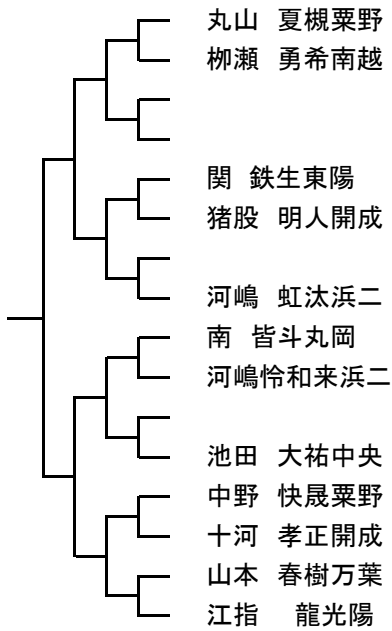 丸山 夏槻粟野
栁瀬 勇希南越
関 鉄生東陽
猪股 明人開成
河嶋 虹汰浜二
南 皆斗丸岡
河嶋怜和来浜二
池田 大祐中央
中野 快晟粟野
十河 孝正開成
山本 春樹万葉
江指 龍光陽